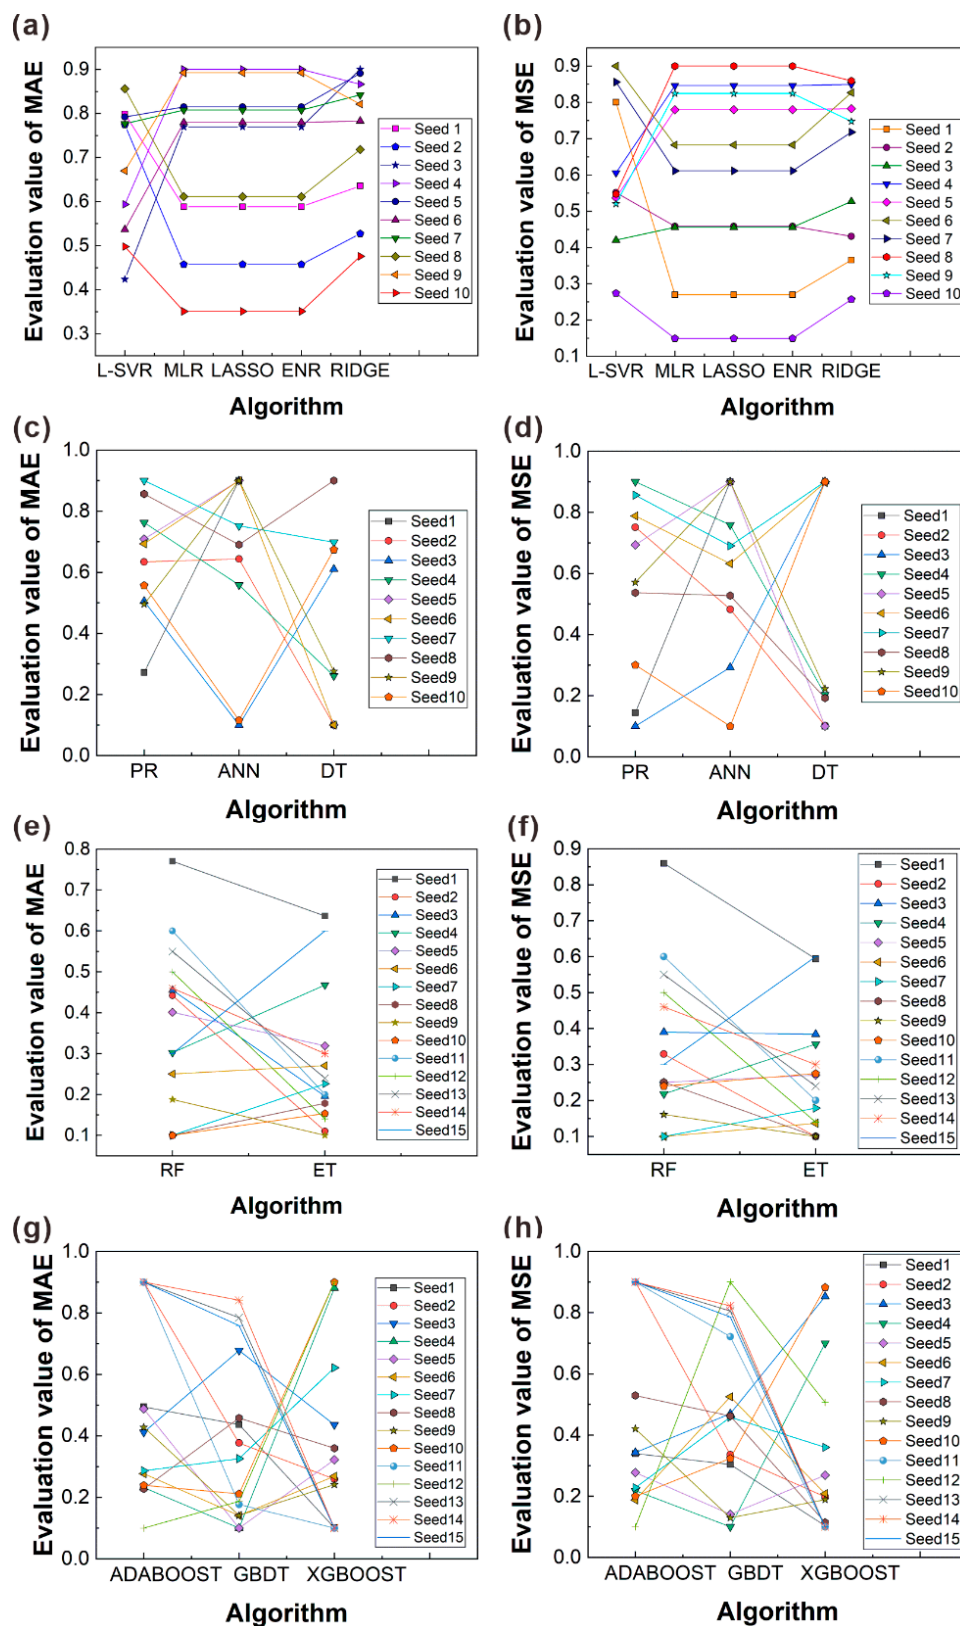 (a)
Evaluation value of MAE
0.9
0.8
0.7
0.6
0.5
0.4
0.3
Seed 1
Seed 2
Seed 3
Seed 4
Seed 5
Seed 6
Seed 7
Seed 8
Seed 9
Seed 10
L-SVR MLR LASSO ENR RIDGE
Algorithm
(b)
Evaluation value of MSE
0.9
0.8
0.7
0.6
0.5
0.4
0.3
0.2
0.1
Seed 1
Seed 2
Seed 3
Seed 4
Seed 5
Seed 6
Seed 7
Seed 8
Seed 9
Seed 10
L-SVR MLR LASSO ENR RIDGE
Algorithm
(c)
Evaluation value of MAE
1.0
0.8
0.6
0.4
0.2
0.0
Seed1
Seed2
Seed3
Seed4
Seed5
Seed6
Seed7
Seed8
Seed9
Seed10
PR ANN DT
Algorithm
(d)
Evaluation value of MSE
1.0
0.8
0.6
0.4
0.2
0.0
Seed1
Seed2
Seed3
Seed4
Seed5
Seed6
Seed7
Seed8
Seed9
Seed10
PR ANN DT
Algorithm
(e)
Evaluation value of MAE
0.8
0.7
0.6
0.5
0.4
0.3
0.2
0.1
Seed1
Seed2
Seed3
Seed4
Seed5
Seed6
Seed7
Seed8
Seed9
Seed10
Seed11
Seed12
Seed13
Seed14
Seed15
RF ET
Algorithm
(f)
Evaluation value of MSE
0.9
0.8
0.7
0.6
0.5
0.4
0.3
0.2
0.1
Seed1
Seed2
Seed3
Seed4
Seed5
Seed6
Seed7
Seed8
Seed9
Seed10
Seed11
Seed12
Seed13
Seed14
Seed15
RF ET
Algorithm
(g)
Evaluation value of MAE
1.0
0.8
0.6
0.4
0.2
0.0
Seed1
Seed2
Seed3
Seed4
Seed5
Seed6
Seed7
Seed8
Seed9
Seed10
Seed11
Seed12
Seed13
Seed14
Seed15
ADABOOST GBDT XGBOOST
Algorithm
(h)
Evaluation value of MSE
1.0
0.8
0.6
0.4
0.2
0.0
Seed1
Seed2
Seed3
Seed4
Seed5
Seed6
Seed7
Seed8
Seed9
Seed10
Seed11
Seed12
Seed13
Seed14
Seed15
ADABOOST GBDT XGBOOST
Algorithm